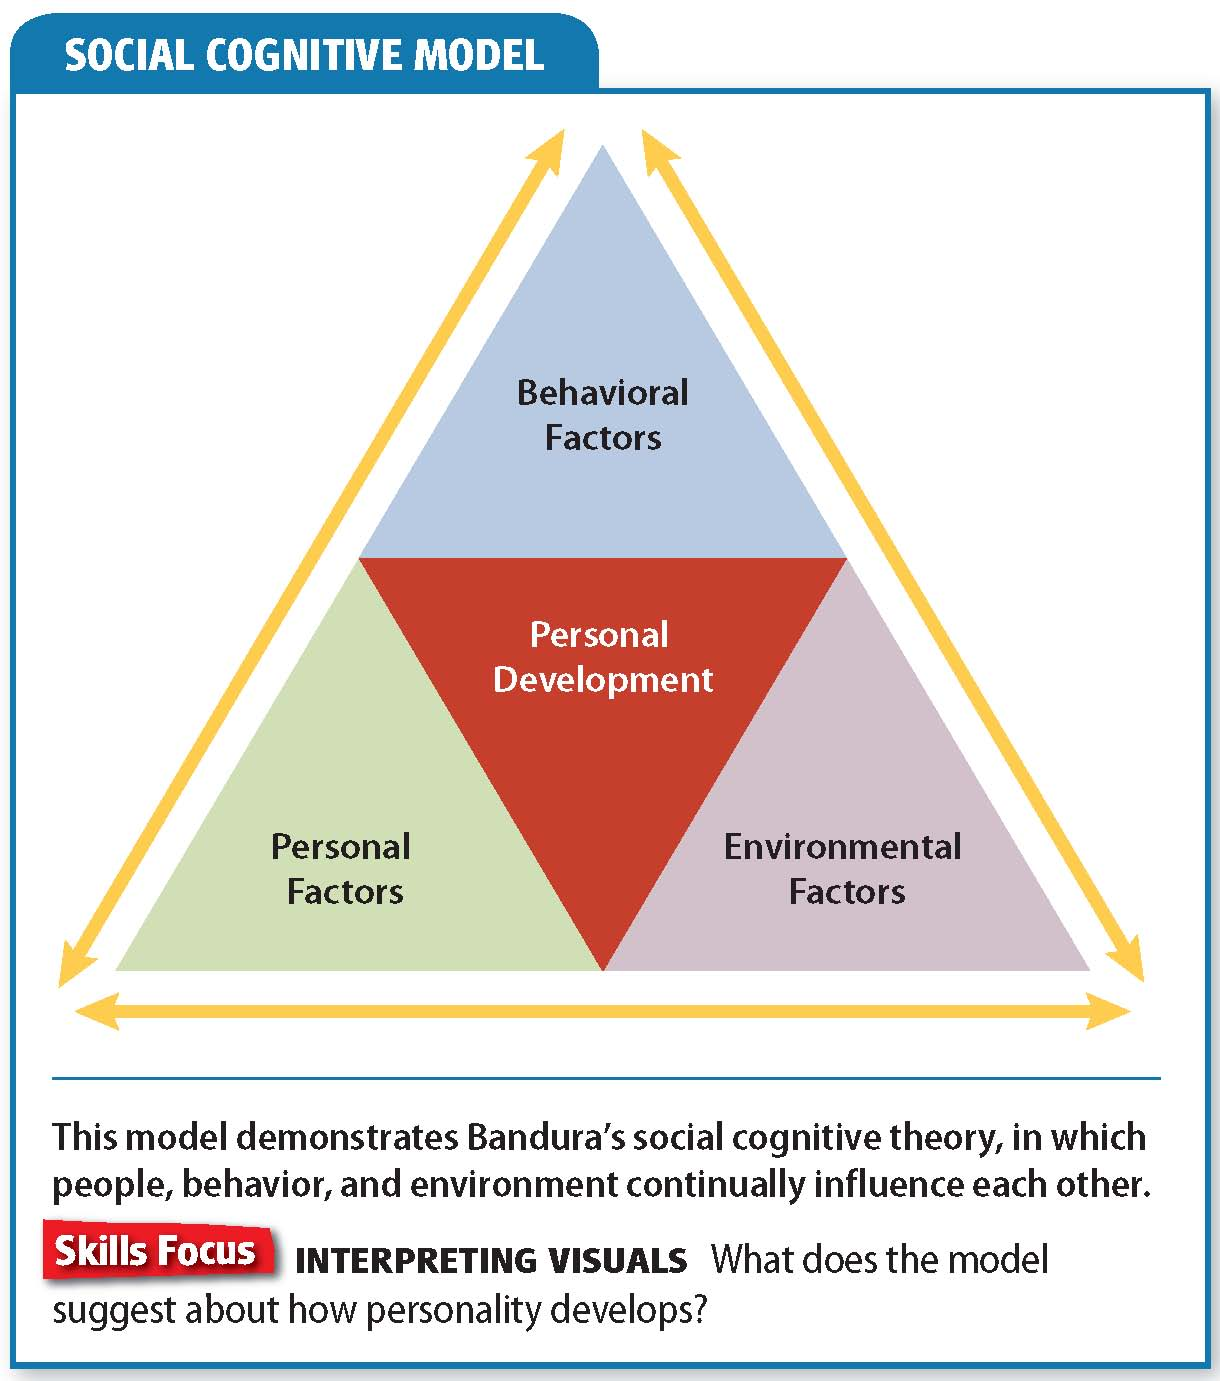 SOCIAL COGNITIVE MODEL
Behavioral
Factors
Personal
Development
Personal
Factors
Environmental
Factors
This model demonstrates Bandura’s social cognitive theory, in which
people, behavior, and environment continually influence each other.
Skills Focus INTERPRETING VISUALS What does the model
suggest about how personality develops?